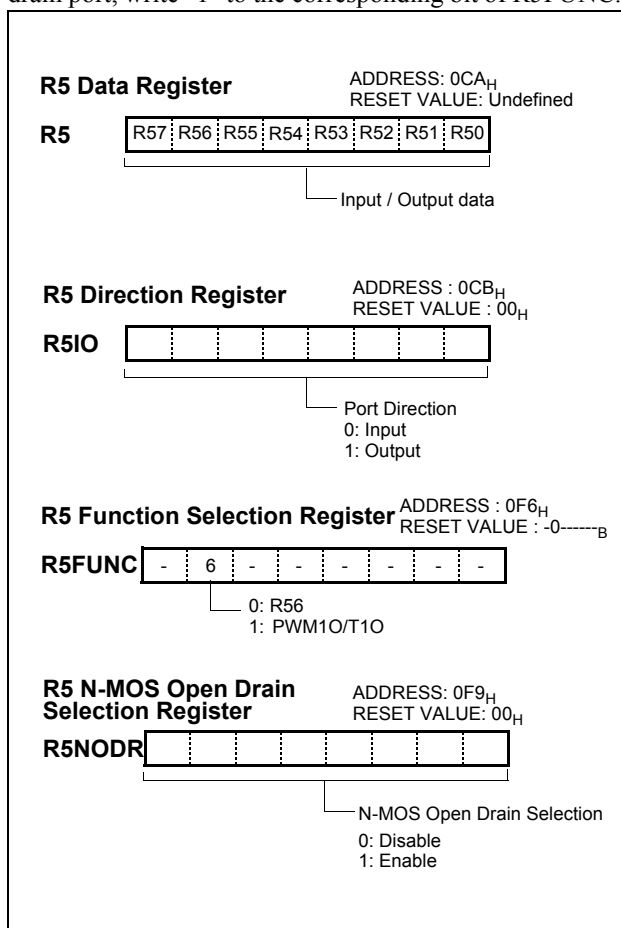 drain port, write "1" to the corresponding bit of R5FUNC.
R5 Data Register
ADDRESS: 0CAH
RESET VALUE: Undefined
R5 R57 R56 R55 R54 R53 R52 R51 R50
Input / Output data
R5 Direction Register
ADDRESS : 0CBH
RESET VALUE : 00H
R5IO
Port Direction
0: Input
1: Output
R5 Function Selection Register
ADDRESS : 0F6H
RESET VALUE : -0------B
R5FUNC - 6 - - - - - -
0: R56
1: PWM1O/T1O
R5 N-MOS Open Drain
Selection Register
ADDRESS: 0F9H
RESET VALUE: 00H
R5NODR
N-MOS Open Drain Selection
0: Disable
1: Enable